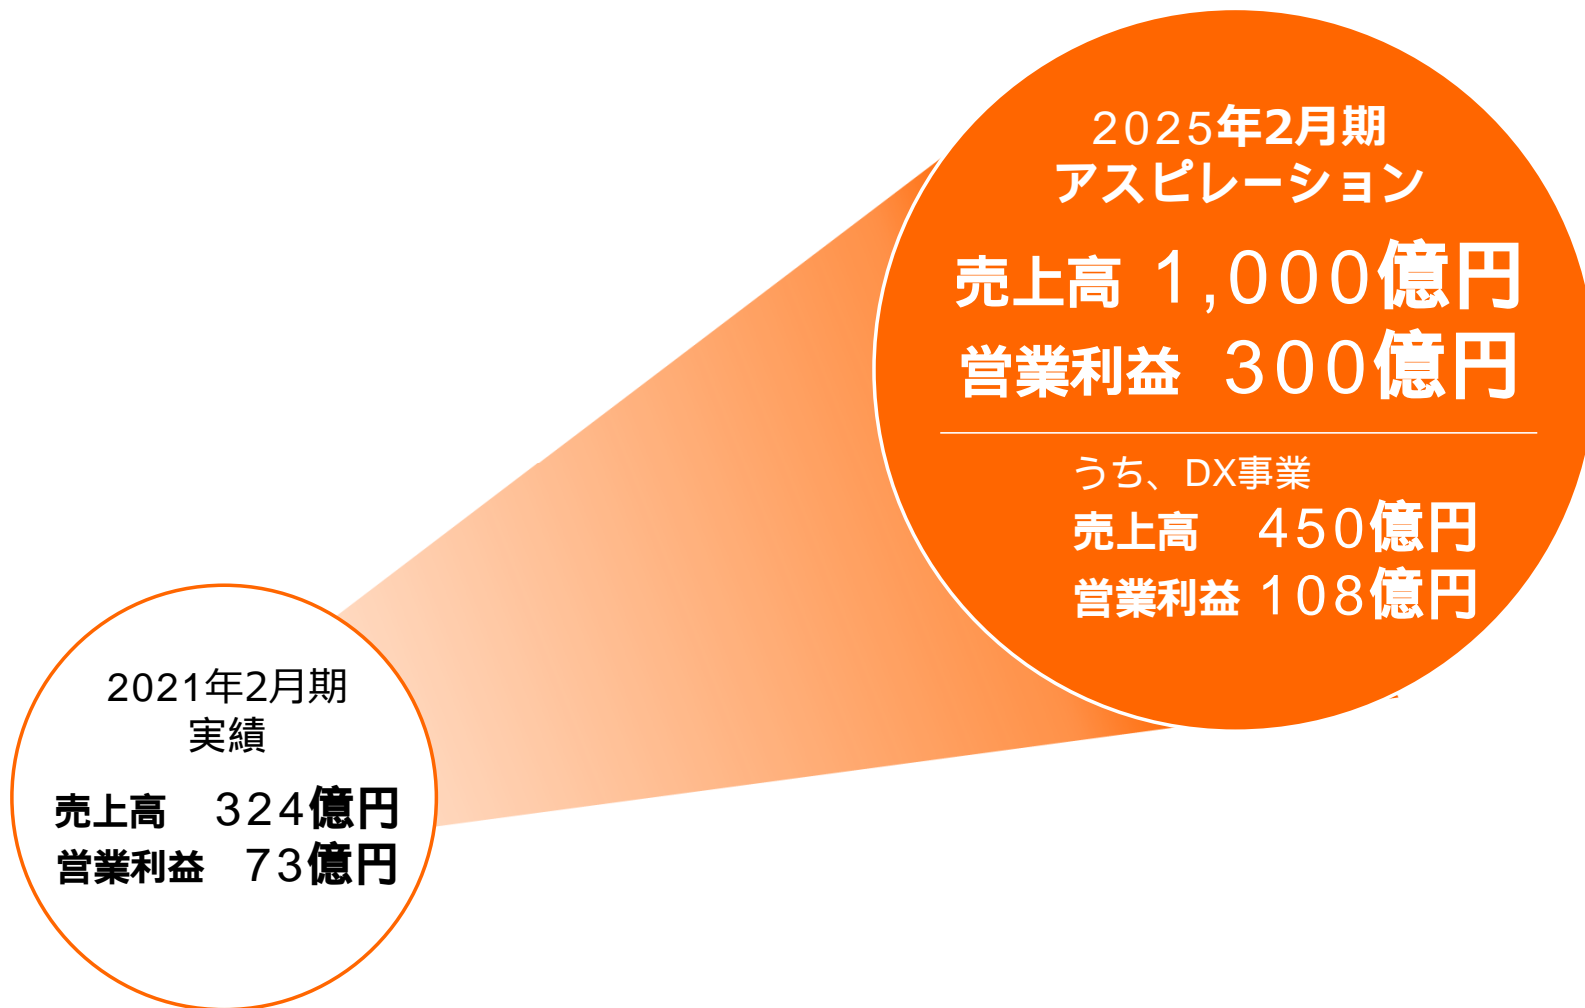 2025年2月期
アスピレーション
売上高 1,000億円
営業利益 300億円
うち、DX事業
売上高 450億円
営業利益 108億円
2021年2月期
実績
売上高 324億円
営業利益 73億円